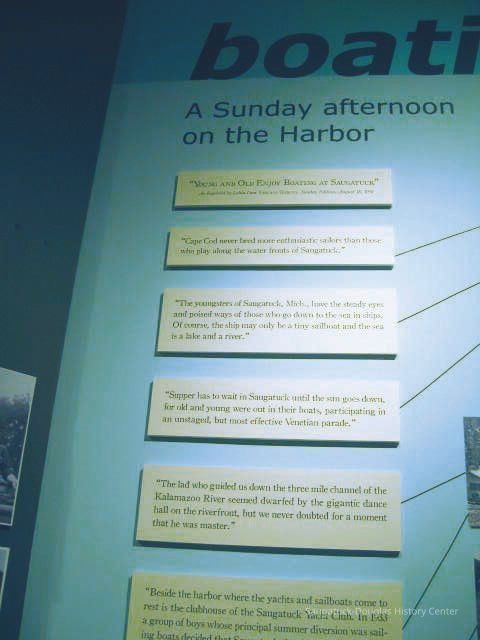 boati
A Sunday afternoon
on the Harbor
"Young and Old Enjoy Boating at Saugatuck"
"Cape Cod never bred more enthusiastic sailors than those
who play along the water fronts of Saugatuck."
"The youngsters of Saugatuck, Mich., have the steady eyes
and poised ways of those who go down to the sea in ships.
Of course, the ship may only be a tiny sailboat and the sea
is a lake and a river."
"Supper has to wait in Saugatuck until the sun goes down,
for old and young were out in their boats, participating in
an unstaged, but most effective Venetian parade."
"The lad who guided us down the three mile channel of the
Kalamazoo River seemed dwarfed by the gigantic dance
hall on the riverfront, but we never doubted for a moment
that he was master."
"Beside the harbor where the yachts and sailboats come to
rest is the clubhouse of the Saugatuck Yacht Club. In
a group of boys whose principal summer diversion was sail-
ing boats decided that
Saugatuck-Douglas History Center